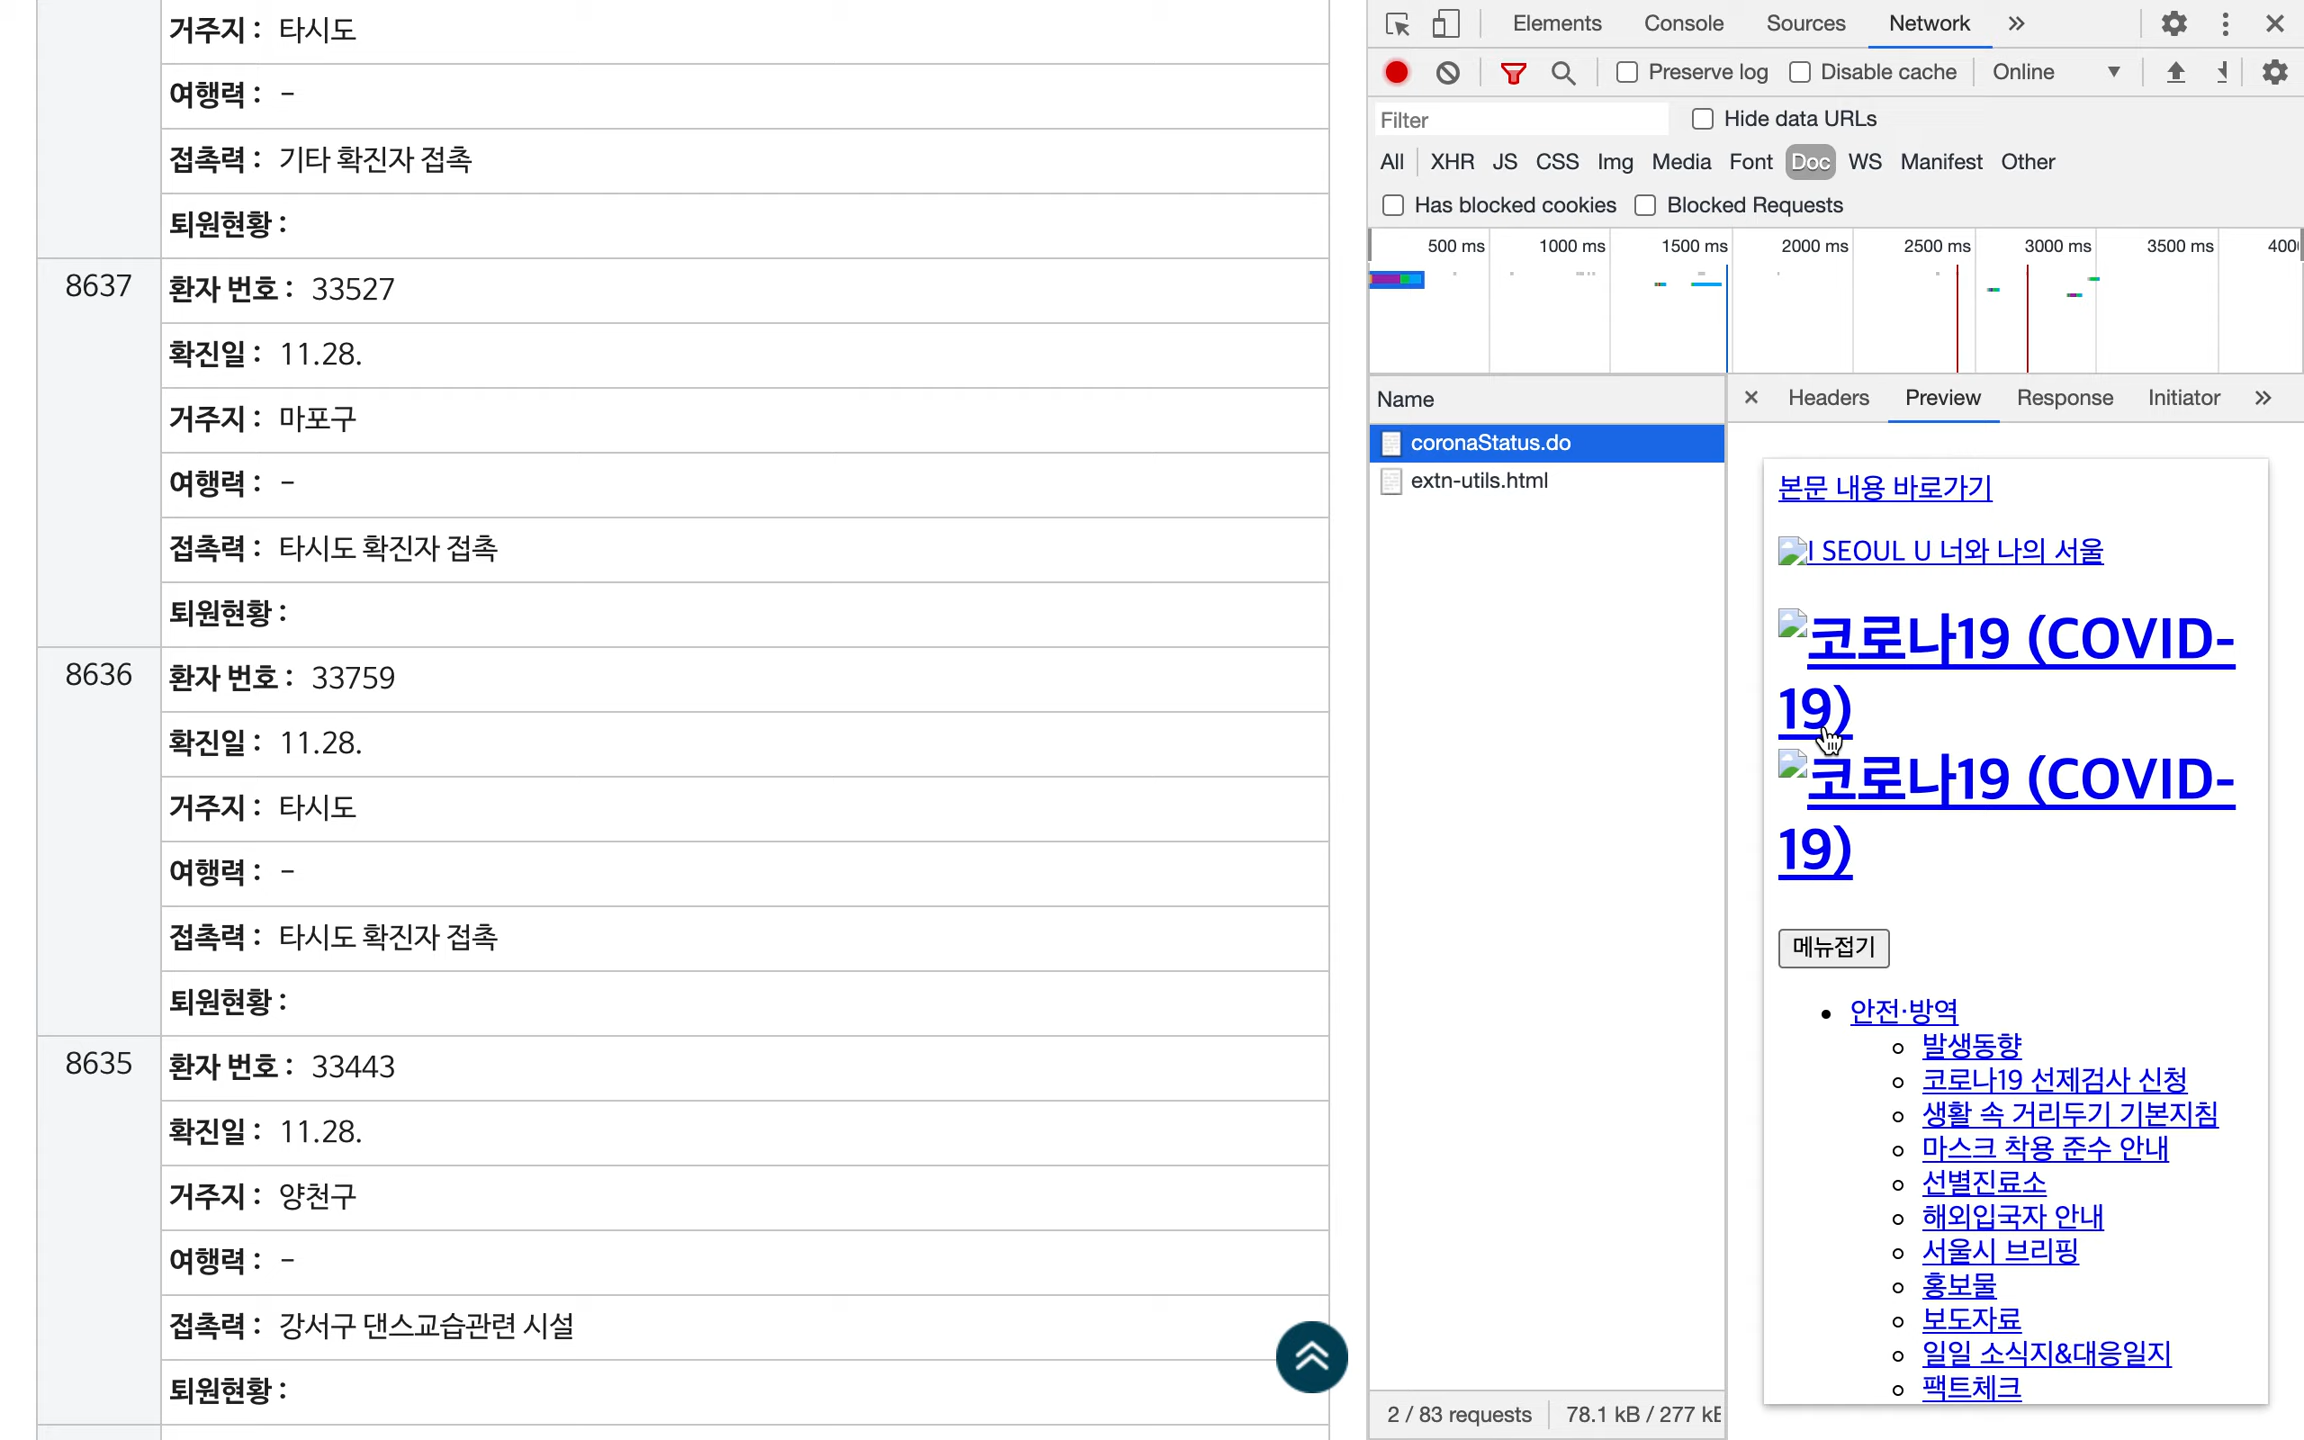 거주지 : 타시도
여행력 : -
접촉력 : 기타 확진자 접촉
퇴원현황 :
8637
환자 번호 : 33527
확진일 : 11.28.
거주지 : 마포구
여행력 : -
접촉력 : 타시도 확진자 접촉
퇴원현황 :
8636
환자 번호 : 33759
확진일 : 11.28.
거주지 : 타시도
여행력 : -
접촉력 : 타시도 확진자 접촉
퇴원현황 :
8635
환자 번호 : 33443
확진일 : 11.28.
거주지 : 양천구
여행력 : -
접촉력 : 강서구 댄스교습관련 시설
퇴원현황 :
Elements Console Sources Network
Preserve log Disable cache Online
Filter Hide data URLs
All XHR JS CSS Img Media Font Doc WS Manifest Other
Has blocked cookies Blocked Requests
500 ms 1000 ms 1500 ms 2000 ms 2500 ms 3000 ms 3500 ms 400
Name
coronaStatus.do
extn-utils.html
2 / 83 requests 78.1 kB / 277 kB
Headers Preview Response Initiator
본문 내용 바로가기
I SEOUL U 너와 나의 서울
코로나19 (COVID-
19)
코로나19 (COVID-
19)
메뉴접기
안전·방역
발생동향
코로나19 선제검사 신청
생활 속 거리두기 기본지침
마스크 착용 준수 안내
선별진료소
해외입국자 안내
서울시 브리핑
홍보물
보도자료
일일 소식지&대응일지
팩트체크